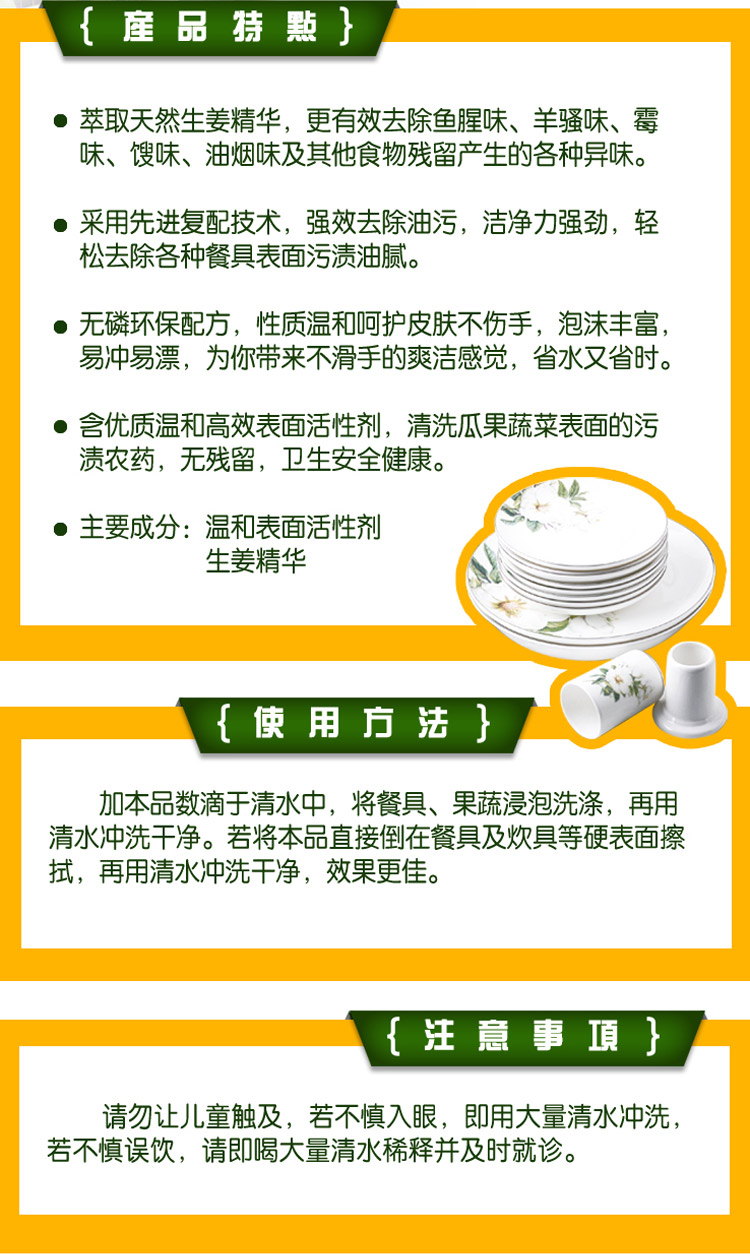 { 產品特點 }
● 萃取天然生姜精华，更有效去除鱼腥味、羊骚味、霉
味、馊味、油烟味及其他食物残留产生的各种异味。
● 采用先进复配技术，强效去除油污，洁净力强劲，轻
松去除各种餐具表面污渍油腻。
● 无磷环保配方，性质温和呵护皮肤不伤手，泡沫丰富，
易冲易漂，为你带来不滑手的爽洁感觉，省水又省时。
● 含优质温和高效表面活性剂，清洗瓜果蔬菜表面的污
渍农药，无残留，卫生安全健康。
● 主要成分：温和表面活性剂
生姜精华
{ 使用方法 }
加本品数滴于清水中，将餐具、果蔬浸泡洗涤，再用
清水冲洗干净。若将本品直接倒在餐具及炊具等硬表面擦
拭，再用清水冲洗干净，效果更佳。
{ 注意事項 }
请勿让儿童触及，若不慎入眼，即用大量清水冲洗，
若不慎误饮，请即喝大量清水稀释并及时就诊。